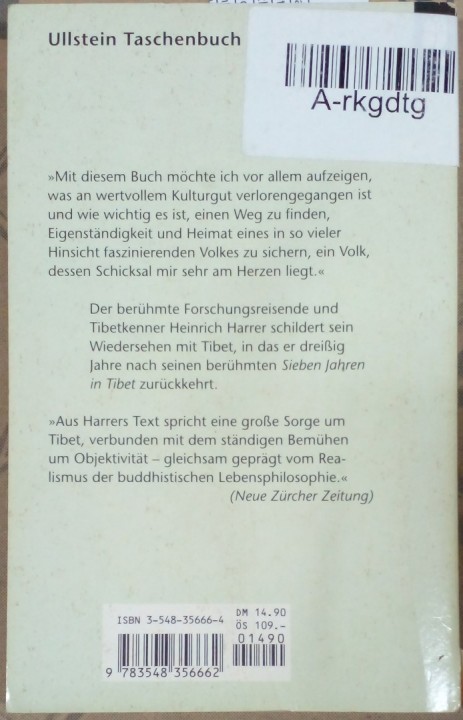 Ullstein Taschenbuch
A-rkgdtg
»Mit diesem Buch möchte ich vor allem aufzeigen,
was an wertvollem Kulturgut verlorengegangen ist
und wie wichtig es ist, einen Weg zu finden,
Eigenständigkeit und Heimat eines in so vieler
Hinsicht faszinierenden Volkes zu sichern, ein Volk,
dessen Schicksal mir sehr am Herzen liegt.«
Der berühmte Forschungsreisende und
Tibetkenner Heinrich Harrer schildert sein
Wiedersehen mit Tibet, in das er dreißig
Jahre nach seinen berühmten Sieben Jahren
in Tibet zurückkehrt.
»Aus Harrers Text spricht eine große Sorge um
Tibet, verbunden mit dem ständigen Bemühen
um Objektivität – gleichsam geprägt vom Rea-
lismus der buddhistischen Lebensphilosophie.«
(Neue Zürcher Zeitung)
ISBN 3-548-35666-4
DM 14.90
ÖS 109.-
01490
9 783548 356662